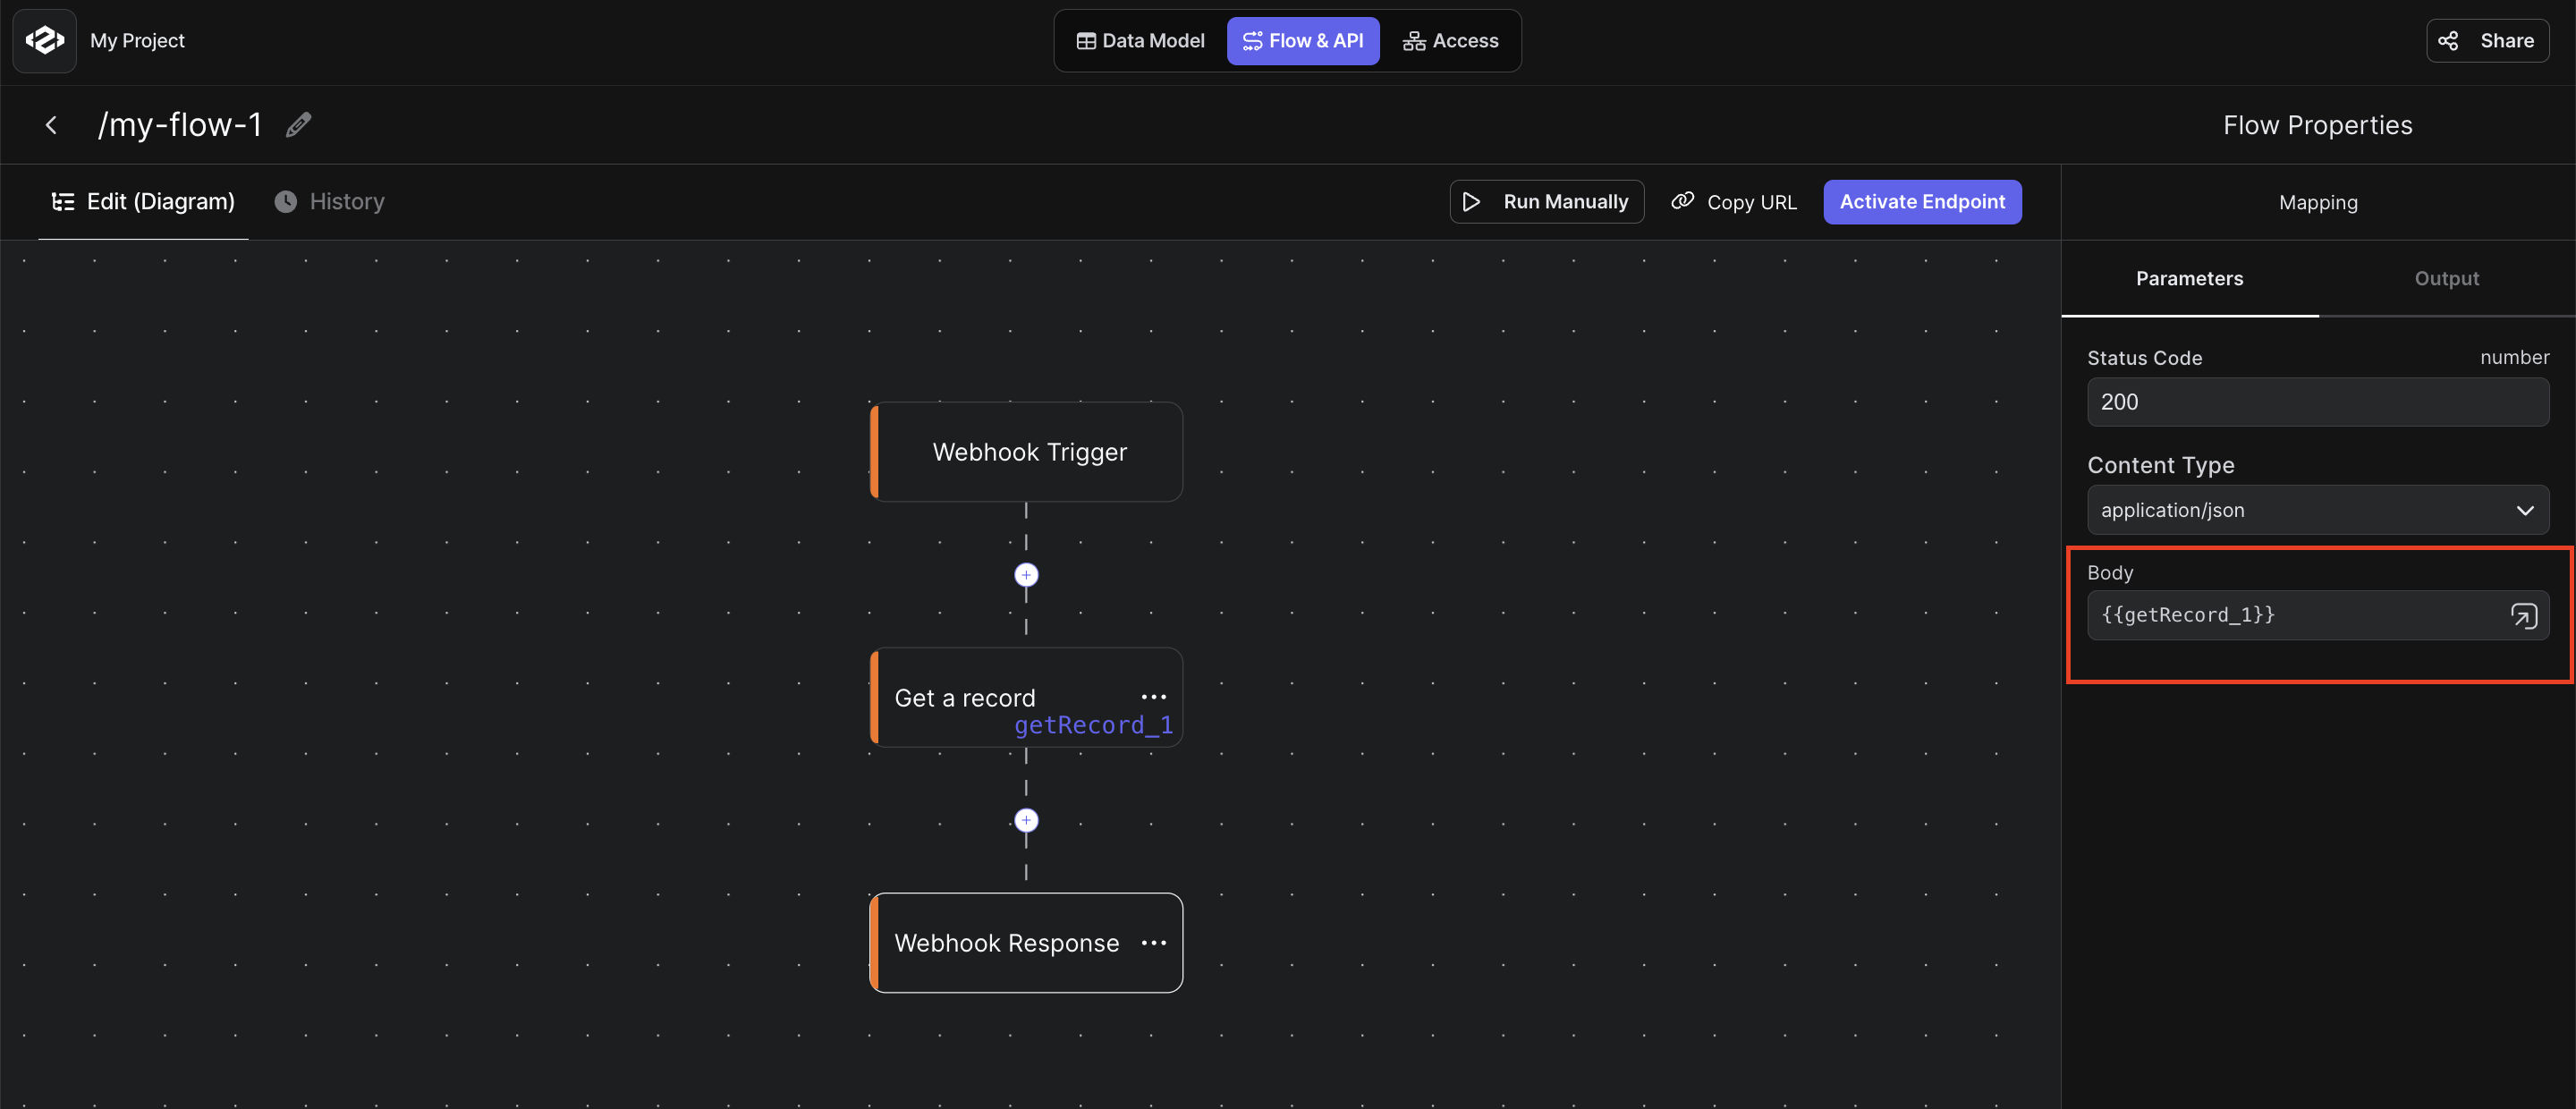 My Project
Data Model
Flow & API
Access
Share
/my-flow-1
Flow Properties
Edit (Diagram)
History
Run Manually
Copy URL
Activate Endpoint
Mapping
Parameters
Output
Status Code
number
200
Content Type
application/json
Body
{{getRecord_1}}
Webhook Trigger
Get a record
getRecord_1
Webhook Response